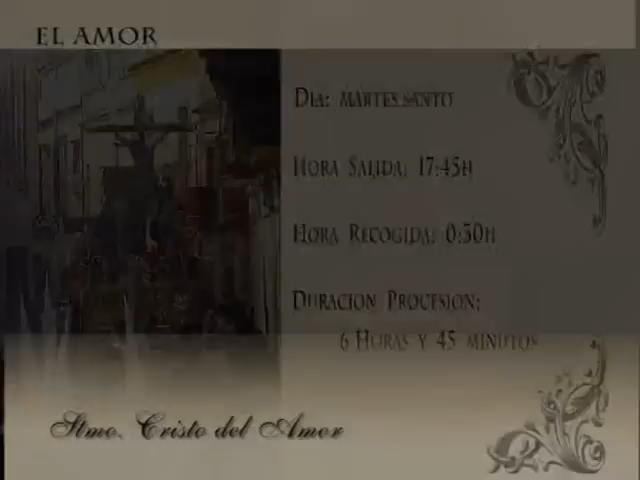 EL AMOR
DIA: MARTES SANTO
HORA SALIDA: 17:45H
HORA RECOGIDA: 0:30H
DURACION PROCESION:
6 HORAS Y 45 MINUTOS
Stmo. Cristo del Amor